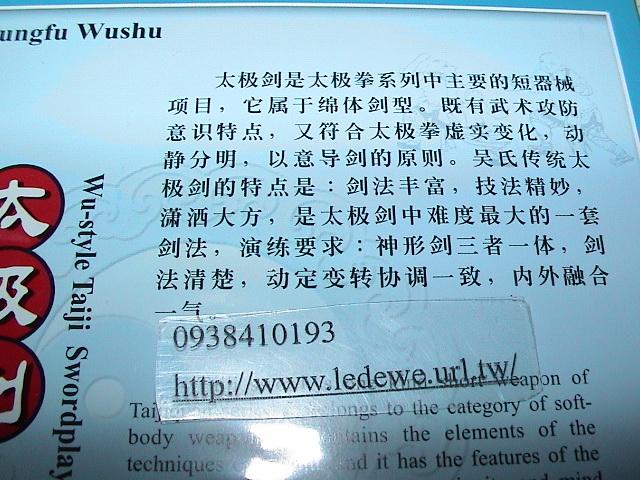 ungfu Wushu
太极剑是太极拳系列中主要的短器械
项目，它属于绵体剑型。既有武术攻防
意识特点，又符合太极拳虚实变化，动
静分明，以意导剑的原则。吴氏传统太
极剑的特点是：剑法丰富，技法精妙，
潇洒大方，是太极剑中难度最大的一套
剑法，演练要求：神形剑三者一体，剑
法清楚，动定变转协调一致，内外融合
一气。
0938410193
http://www.ledewe.url.tw/
short weapon of
Tai belongs to the category of soft-
body weap tains the elements of the
techniques and it has the features of the
and mind
太极
Wu-style Taiji Swordplay